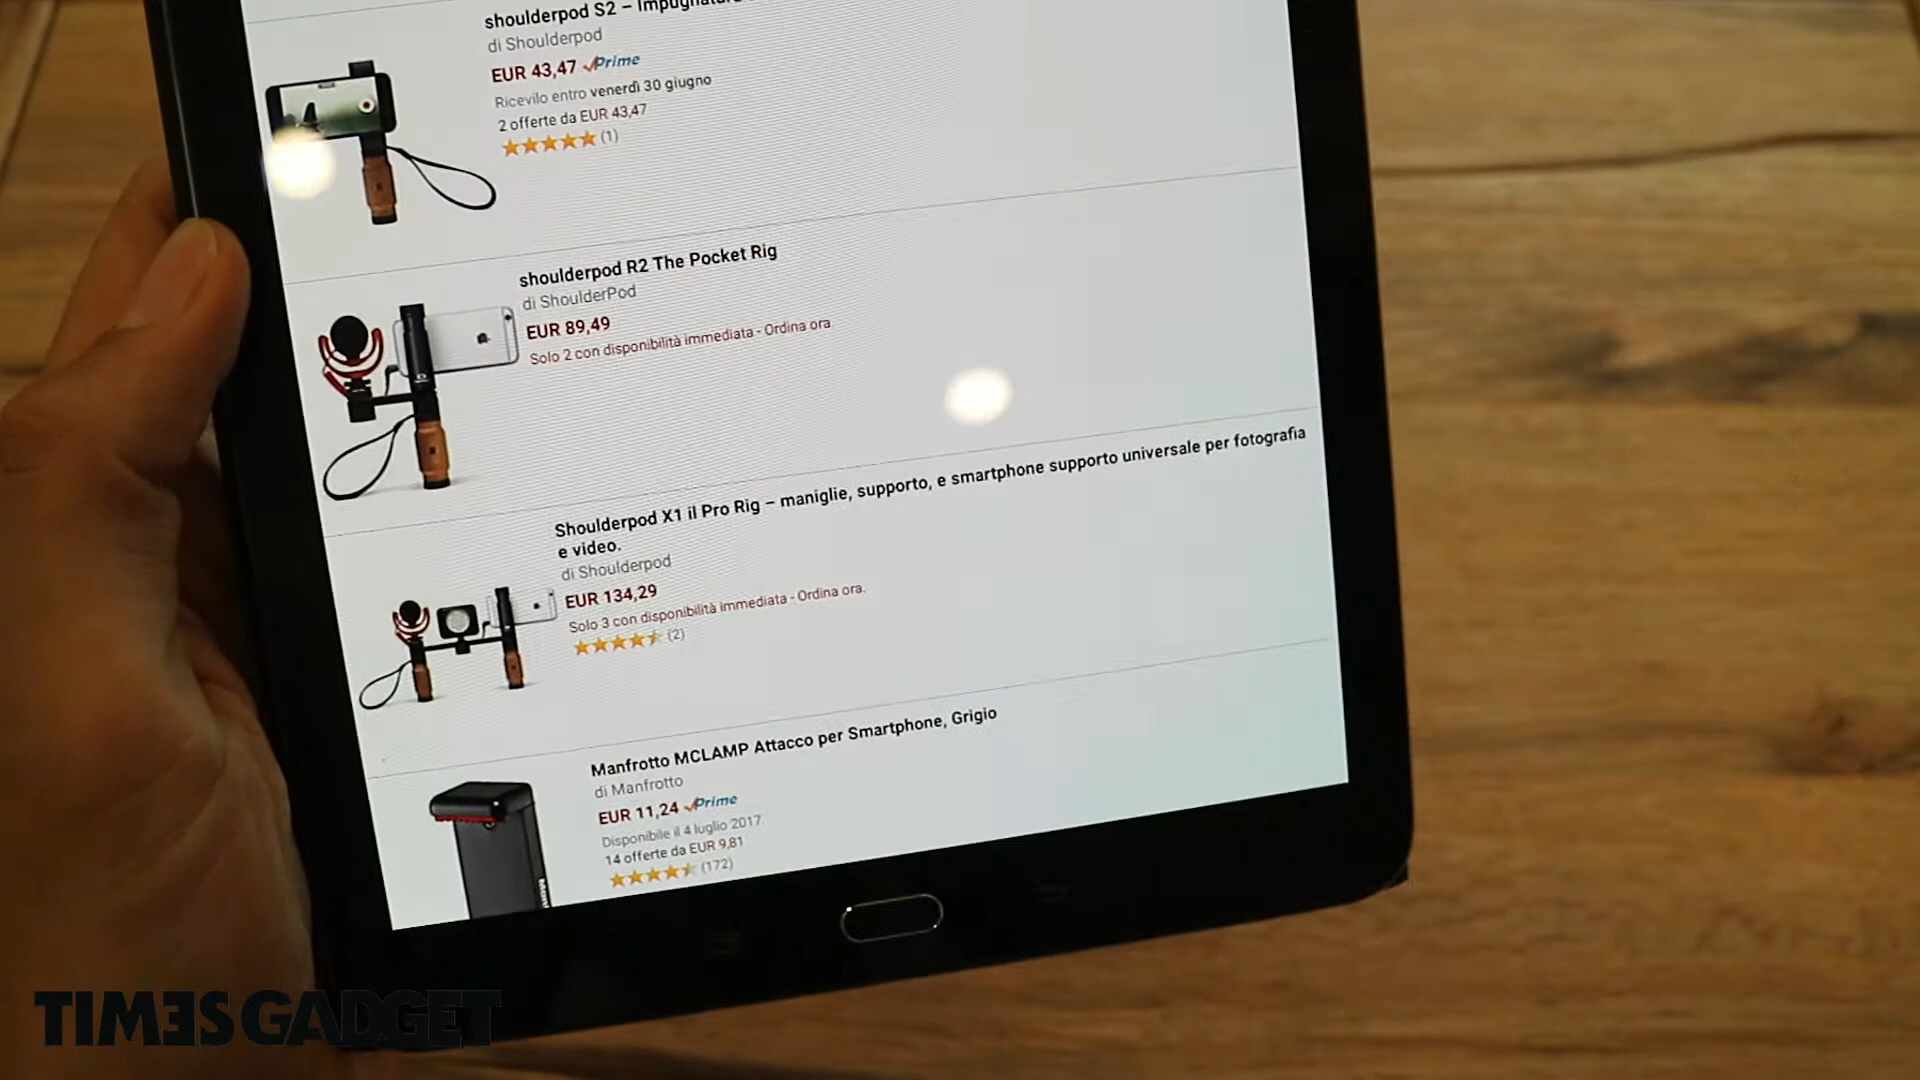 shoulderpod S2 – Impugnatura
di Shoulderpod
EUR 43,47 Prime
Ricevilo entro venerdì 30 giugno
2 offerte da EUR 43,47
(1)
shoulderpod R2 The Pocket Rig
di ShoulderPod
EUR 89,49
Solo 2 con disponibilità immediata - Ordina ora
Shoulderpod X1 il Pro Rig – maniglie, supporto, e smartphone supporto universale per fotografia
e video.
di Shoulderpod
EUR 134,29
Solo 3 con disponibilità immediata - Ordina ora.
(2)
Manfrotto MCLAMP Attacco per Smartphone, Grigio
di Manfrotto
EUR 11,24 Prime
Disponibile il 4 luglio 2017
14 offerte da EUR 9,81
(172)
TIMES GADGET